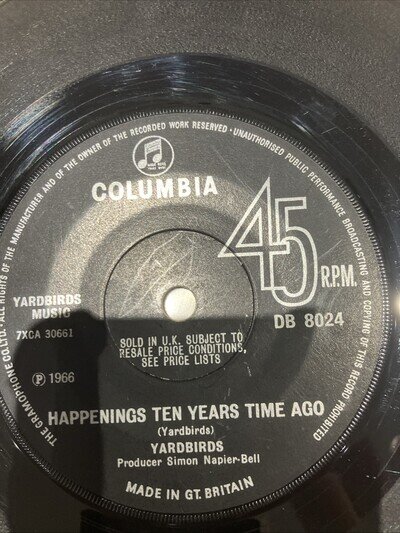 ALL RIGHTS OF THE MANUFACTURER AND OF THE OWNER OF THE RECORDED WORK RESERVED · UNAUTHORISED PUBLIC PERFORMANCE BROADCASTING AND COPYING OF THIS RECORD PROHIBITED
THE GRAMOPHONE CO. LTD.
COLUMBIA
45
R.P.M.
YARDBIRDS
MUSIC
7XCA 30661
DB 8024
SOLD IN U.K. SUBJECT TO
RESALE PRICE CONDITIONS,
SEE PRICE LISTS
Ⓟ 1966
HAPPENINGS TEN YEARS TIME AGO
(Yardbirds)
YARDBIRDS
Producer Simon Napier-Bell
MADE IN GT. BRITAIN